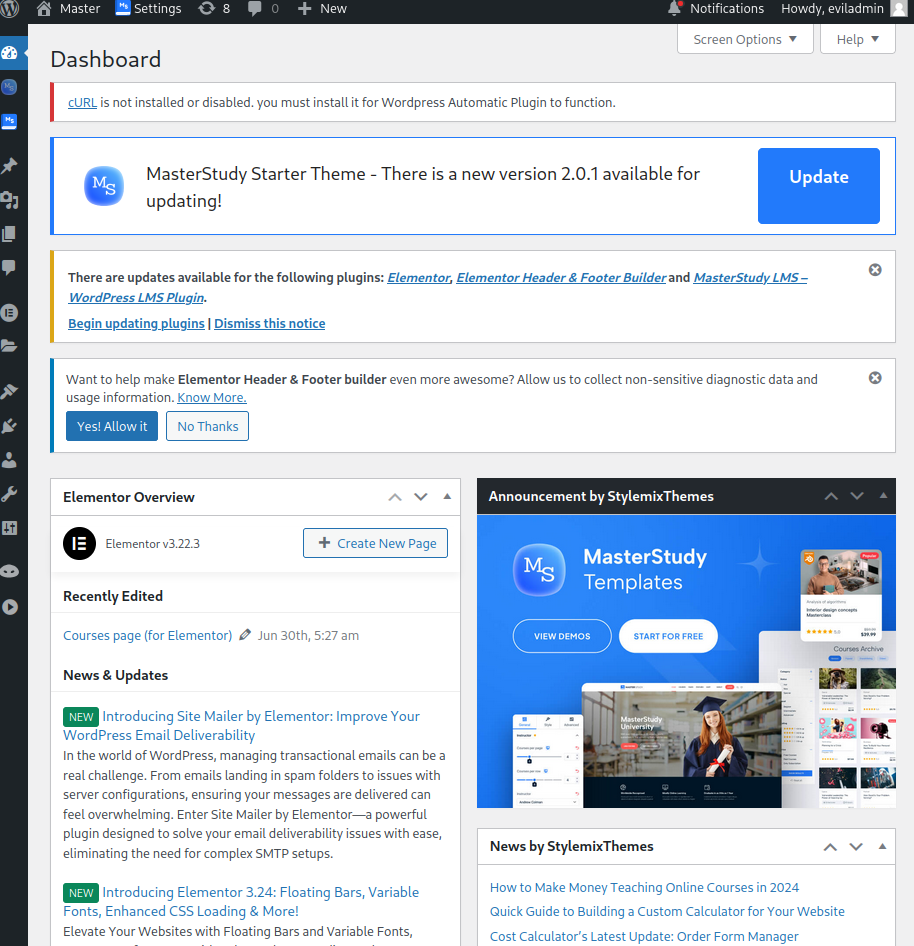 Master
Settings
8
0
New
Notifications
Howdy, eviladmin
Screen Options
Help
Dashboard
cURL is not installed or disabled. you must install it for Wordpress Automatic Plugin to function.
MS
MasterStudy Starter Theme - There is a new version 2.0.1 available for
updating!
Update
There are updates available for the following plugins: Elementor, Elementor Header & Footer Builder and MasterStudy LMS –
WordPress LMS Plugin.
Begin updating plugins | Dismiss this notice
Want to help make Elementor Header & Footer builder even more awesome? Allow us to collect non-sensitive diagnostic data and
usage information. Know More.
Yes! Allow it
No Thanks
Elementor Overview
Elementor v3.22.3
Create New Page
Recently Edited
Courses page (for Elementor) Jun 30th, 5:27 am
News & Updates
NEW Introducing Site Mailer by Elementor: Improve Your
WordPress Email Deliverability
In the world of WordPress, managing transactional emails can be a
real challenge. From emails landing in spam folders to issues with
server configurations, ensuring your messages are delivered can
feel overwhelming. Enter Site Mailer by Elementor—a powerful
plugin designed to solve your email deliverability issues with ease,
eliminating the need for complex SMTP setups.
NEW Introducing Elementor 3.24: Floating Bars, Variable
Fonts, Enhanced CSS Loading & More!
Elevate Your Websites with Floating Bars and Variable Fonts,
Announcement by StylemixThemes
MS
MasterStudy
Templates
VIEW DEMOS
START FOR FREE
Popular
Analysis of algorithms
Interior design concepts
Masterclass
$39.99
Courses Archive
MasterStudy
University
News by StylemixThemes
How to Make Money Teaching Online Courses in 2024
Quick Guide to Building a Custom Calculator for Your Website
Cost Calculator's Latest Update: Order Form Manager